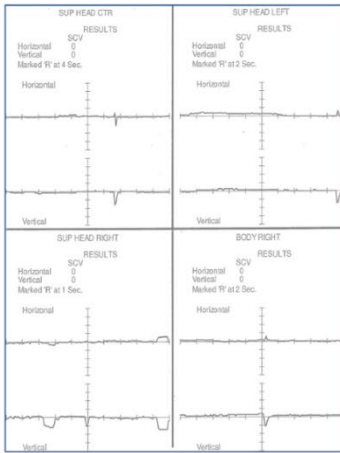 SUP HEAD CTR
RESULTS
SCV
Horizontal 0
Vertical 0
Marked 'R' at 4 Sec.
Horizontal
Vertical
SUP HEAD LEFT
RESULTS
SCV
Horizontal 0
Vertical 0
Marked 'R' at 2 Sec.
Horizontal
Vertical
SUP HEAD RIGHT
RESULTS
SCV
Horizontal 0
Vertical 0
Marked 'R' at 1 Sec.
Horizonal
Vertical
BODY RIGHT
RESULTS
SCV
Horizontal 0
Vertical 0
Marked 'R' at 2 Sec.
Horizontal
Vertical